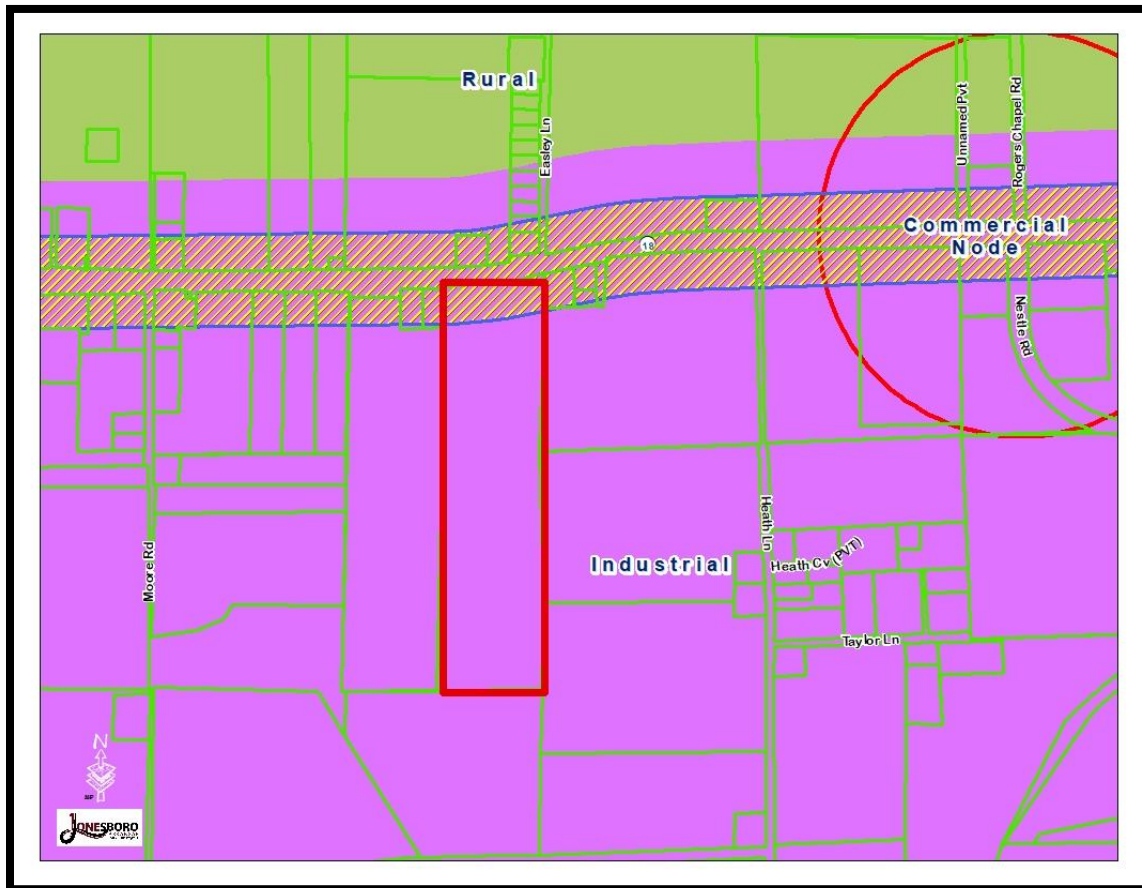 Rural
Easley Ln
Unnamed Pvt
Rogers Chapel Rd
18
Commercial
Node
Nestle Rd
Industrial
Heath Ln
Heath Cv (PVT)
Moore Rd
Taylor Ln
N
JONESBORO